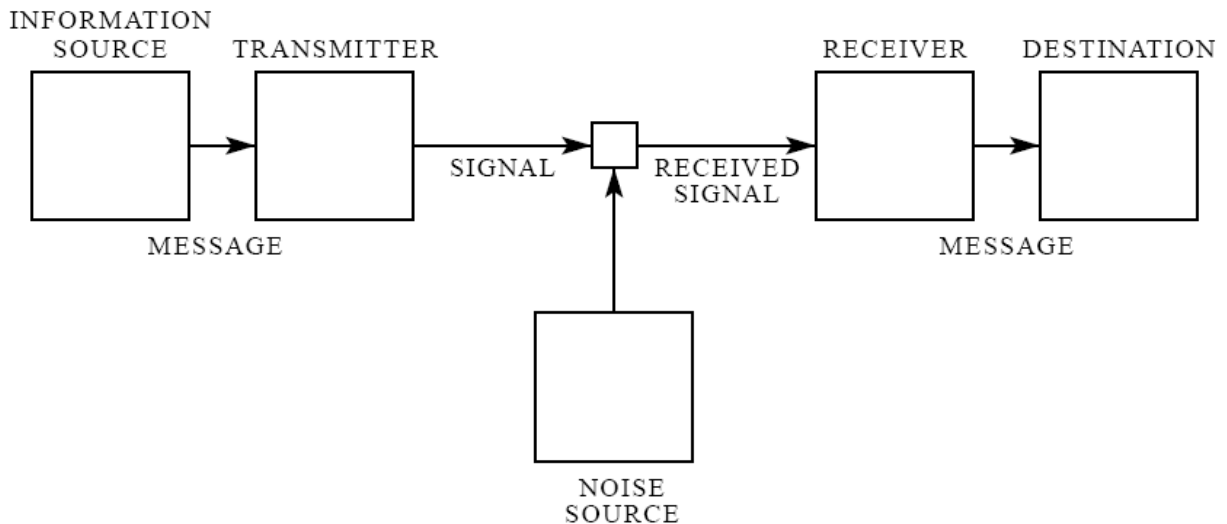 INFORMATION
SOURCE
TRANSMITTER
RECEIVER
DESTINATION
SIGNAL
RECEIVED
SIGNAL
MESSAGE
MESSAGE
NOISE
SOURCE